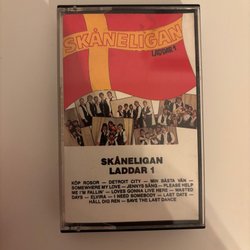 SKÅNELIGAN
LADDAR 1
SKÅNELIGAN
LADDAR 1
KÖP ROSOR — DETROIT CITY — MIN BÄSTA VÄN —
SOMEWHERE MY LOVE — JENNYS SÅNG — PLEASE HELP
ME I'M FALLIN' — LOVES GONNA LIVE HERE — WASTED
DAYS — ELVIRA — I NEED SOMEBODY — LAST DATE —
HÅLL DIG REN — SAVE THE LAST DANCE